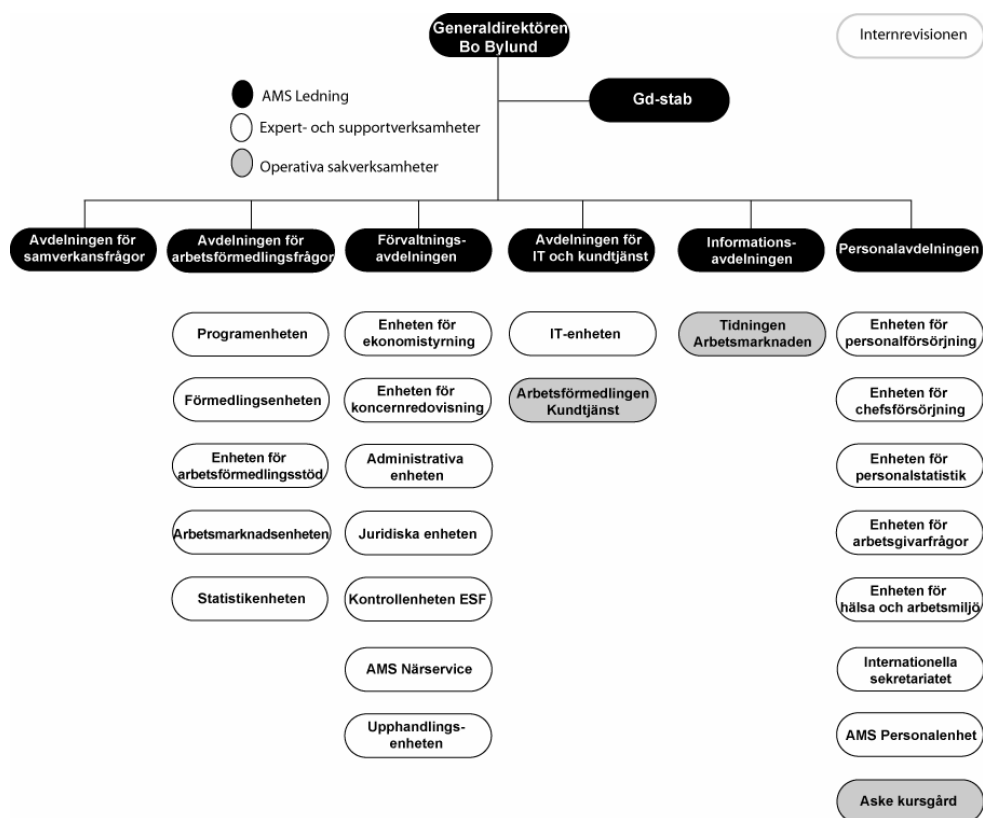 Generaldirektören
Bo Bylund
Internrevisionen
Gd-stab
AMS Ledning
Expert- och supportverksamheter
Operativa sakverksamheter
Avdelningen för
samverkansfrågor
Avdelningen för
arbetsförmedlingsfrågor
Förvaltnings-
avdelningen
Avdelningen för
IT och kundtjänst
Informations-
avdelningen
Personalavdelningen
Programenheten
Förmedlingsenheten
Enheten för
arbetsförmedlingsstöd
Arbetsmarknadsenheten
Statistikenheten
Enheten för
ekonomistyrning
Enheten för
koncernredovisning
Administrativa
enheten
Juridiska enheten
Kontrollenheten ESF
AMS Närservice
Upphandlings-
enheten
IT-enheten
Arbetsförmedlingen
Kundtjänst
Tidningen
Arbetsmarknaden
Enheten för
personalförsörjning
Enheten för
chefsförsörjning
Enheten för
personalstatistik
Enheten för
arbetsgivarfrågor
Enheten för
hälsa och arbetsmiljö
Internationella
sekretariatet
AMS Personalenhet
Aske kursgård